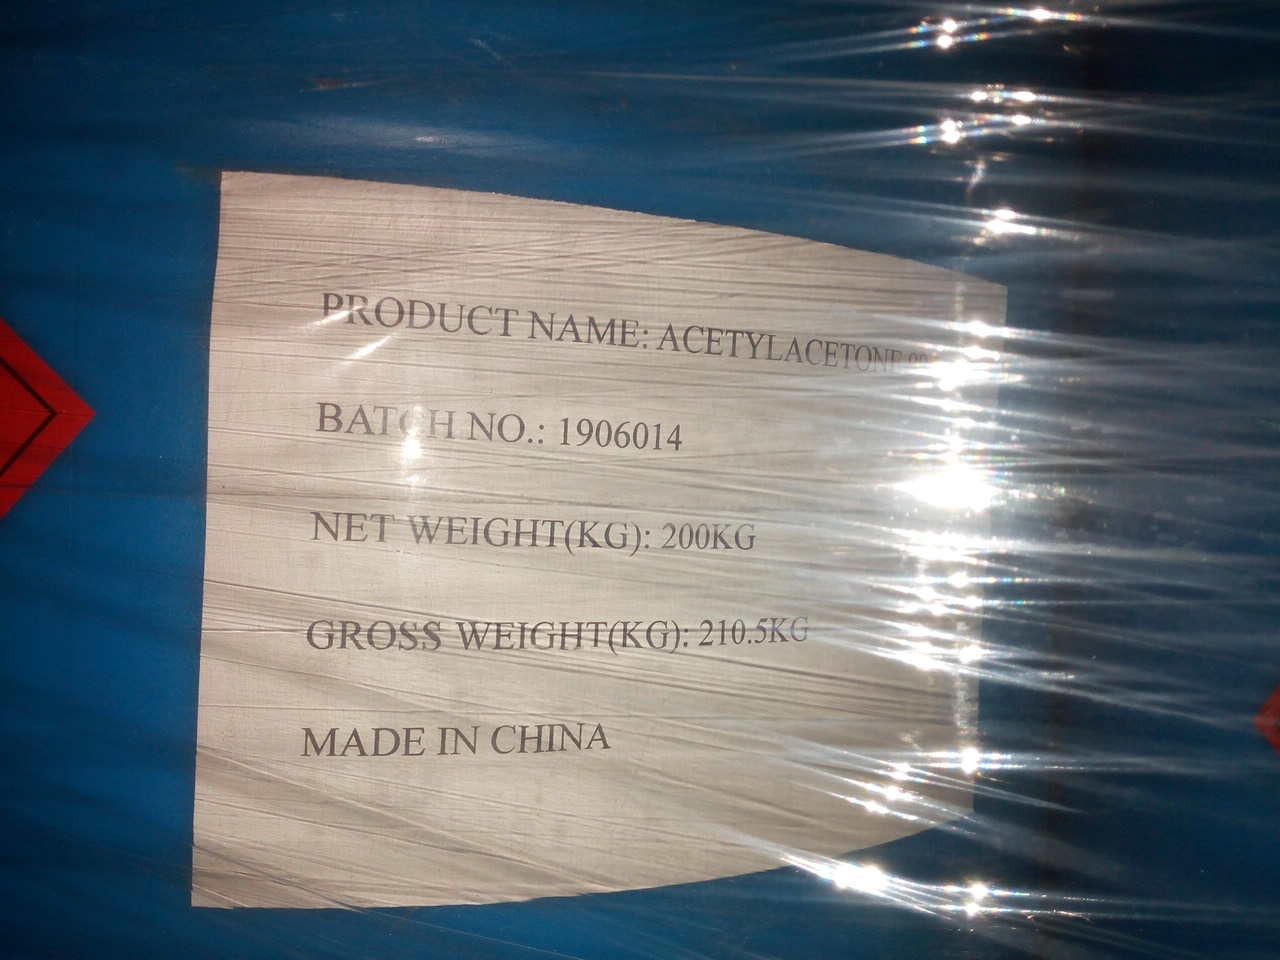 PRODUCT NAME: ACETYLACETONE
BATCH NO.: 1906014
NET WEIGHT(KG): 200KG
GROSS WEIGHT(KG): 210.5KG
MADE IN CHINA